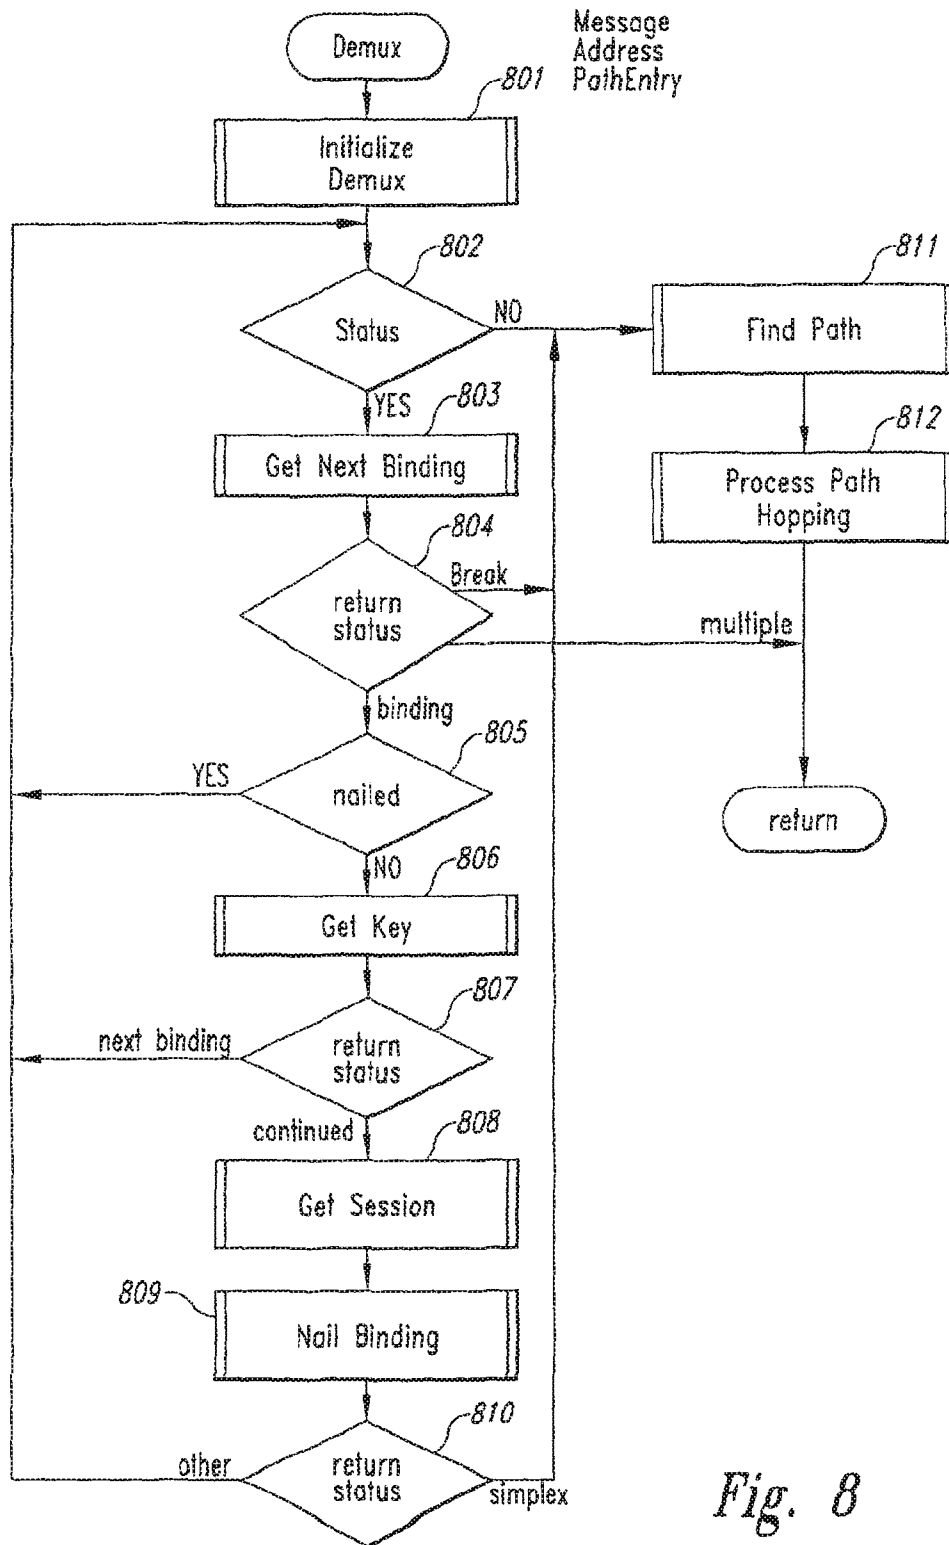 Demux
Message
Address
PathEntry
801
Initialize
Demux
802
Status
NO
YES
811
Find Path
803
Get Next Binding
812
Process Path
Hopping
804
return
status
Break
multiple
binding
805
nailed
YES
NO
return
806
Get Key
807
return
status
next binding
continued
808
Get Session
809
Nail Binding
810
return
status
other
simplex
Fig. 8